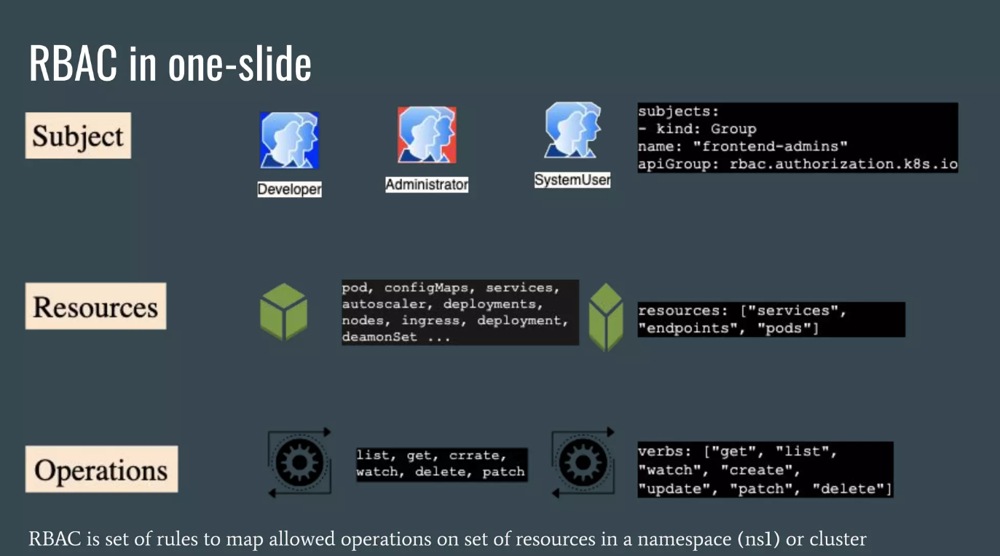 RBAC in one-slide
Subject
Developer
Administrator
SystemUser
subjects:
- kind: Group
name: "frontend-admins"
apiGroup: rbac.authorization.k8s.io
Resources
pod, configMaps, services,
autoscaler, deployments,
nodes, ingress, deployment,
deamonSet ...
resources: ["services",
"endpoints", "pods"]
Operations
list, get, crrate,
watch, delete, patch
verbs: ["get", "list",
"watch", "create",
"update", "patch", "delete"]
RBAC is set of rules to map allowed operations on set of resources in a namespace (ns1) or cluster